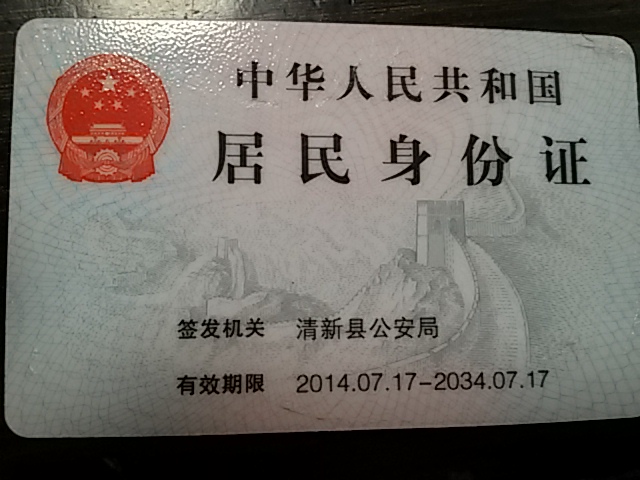 中华人民共和国
居民身份证
签发机关 清新县公安局
有效期限 2014.07.17-2034.07.17